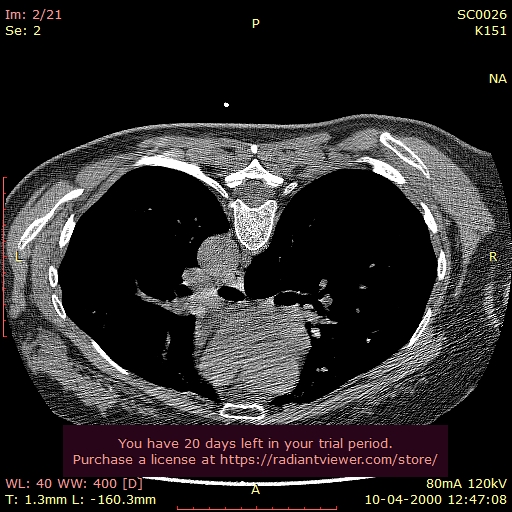 Im: 2/21
Se: 2
P
SC0026
K151
NA
L
R
You have 20 days left in your trial period.
Purchase a license at https://radiantviewer.com/store/
WL: 40 WW: 400 [D]
T: 1.3mm L: -160.3mm
A
80mA 120kV
10-04-2000 12:47:08